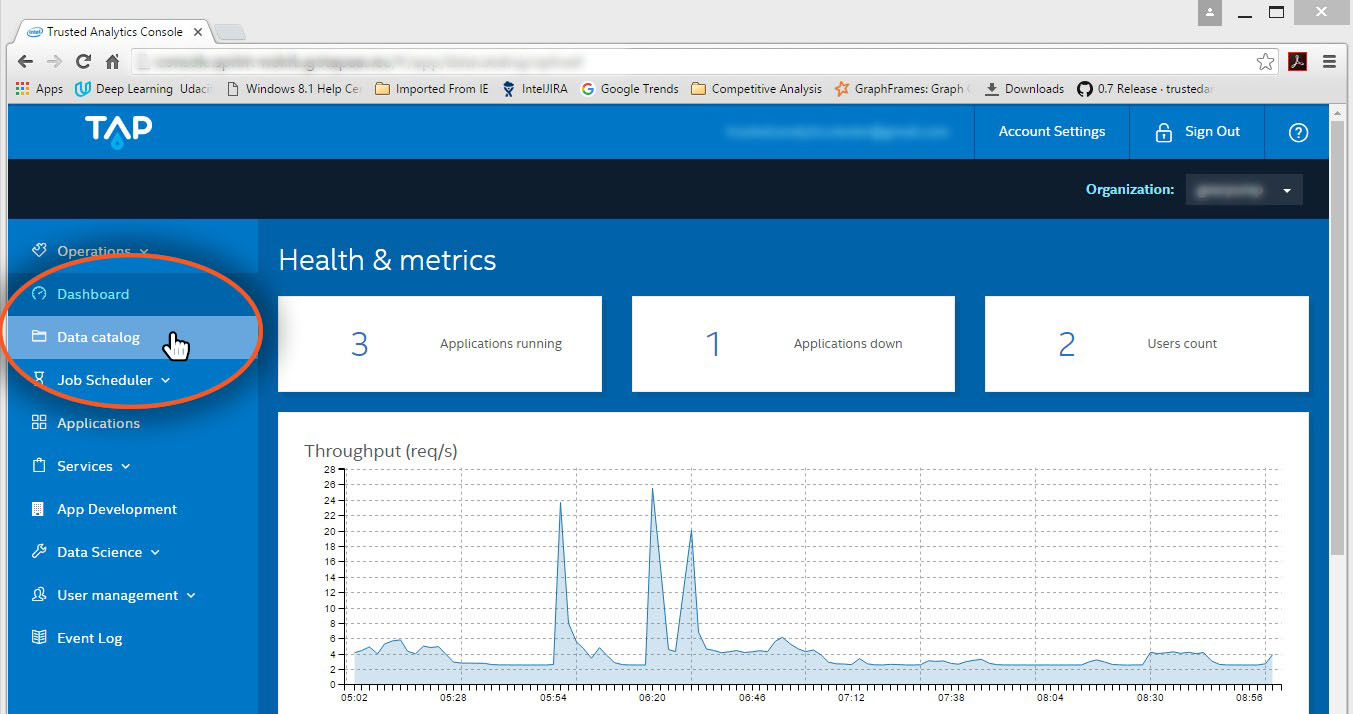 intel Trusted Analytics Console
Apps Deep Learning Udaci Windows 8.1 Help Cen Imported From IE IntelJIRA Google Trends Competitive Analysis GraphFrames: Graph Downloads 0.7 Release · trusteda
TAP Account Settings Sign Out ?
Organization:
Operations
Dashboard
Data catalog
Job Scheduler
Applications
Services
App Development
Data Science
User management
Event Log
Health & metrics
3 Applications running
1 Applications down
2 Users count
Throughput (req/s)
28
26
24
22
20
18
16
14
12
10
8
6
4
2
0
05:02 05:28 05:54 06:20 06:46 07:12 07:38 08:04 08:30 08:56